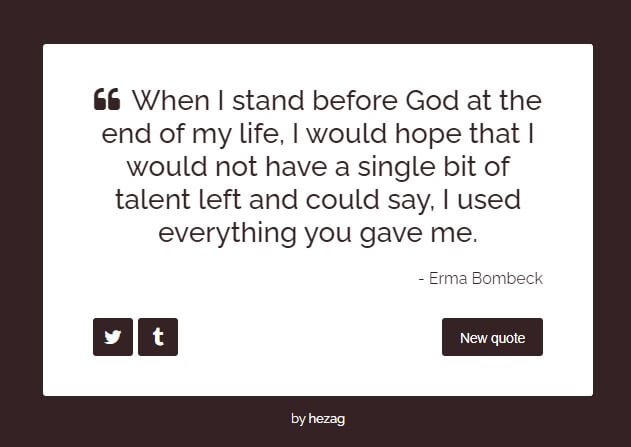 “ When I stand before God at the
end of my life, I would hope that I
would not have a single bit of
talent left and could say, I used
everything you gave me.
- Erma Bombeck
t
New quote
by hezag